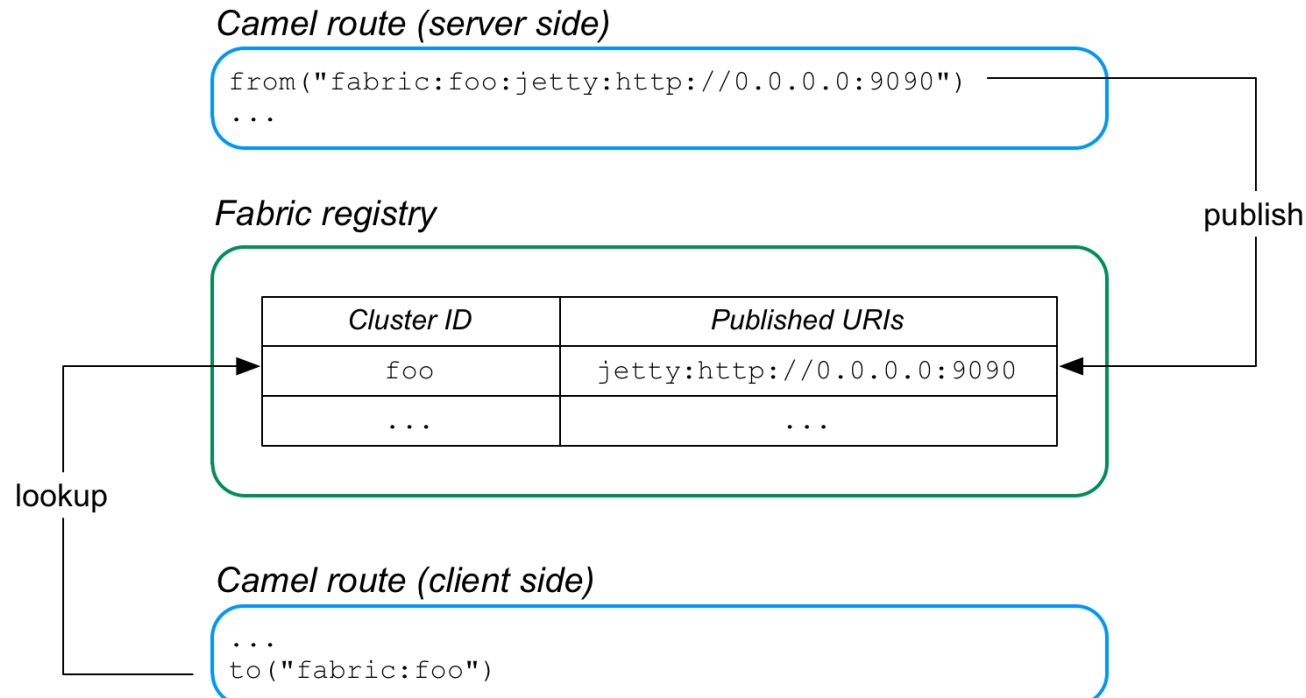 Camel route (server side)
from("fabric:foo:jetty:http://0.0.0.0:9090")
...
Fabric registry
publish
Cluster ID Published URIs
foo jetty:http://0.0.0.0:9090
... ...
lookup
Camel route (client side)
...
to("fabric:foo")